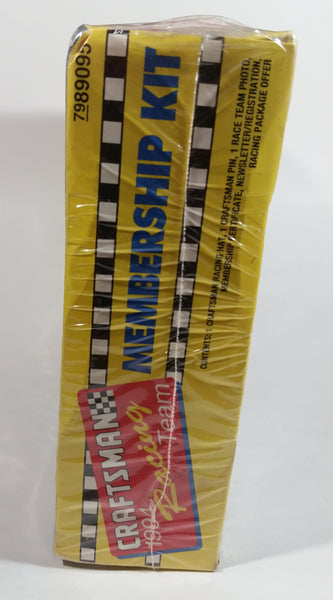 7989095
MEMBERSHIP KIT
CRAFTSMAN
Racing
1994 Team
CONTENTS: 1 CRAFTSMAN RACING HAT, 1 CRAFTSMAN PIN, 1 RACE TEAM PHOTO,
MEMBERSHIP CERTIFICATE, NEWSLETTER/REGISTRATION,
RACING PACKAGE OFFER